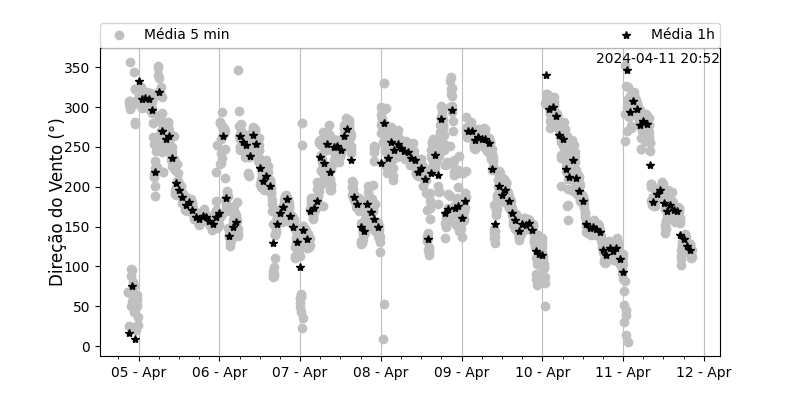 Média 5 min
Média 1h
2024-04-11 20:52
Direção do Vento (°)
350
300
250
200
150
100
50
0
05 - Apr
06 - Apr
07 - Apr
08 - Apr
09 - Apr
10 - Apr
11 - Apr
12 - Apr